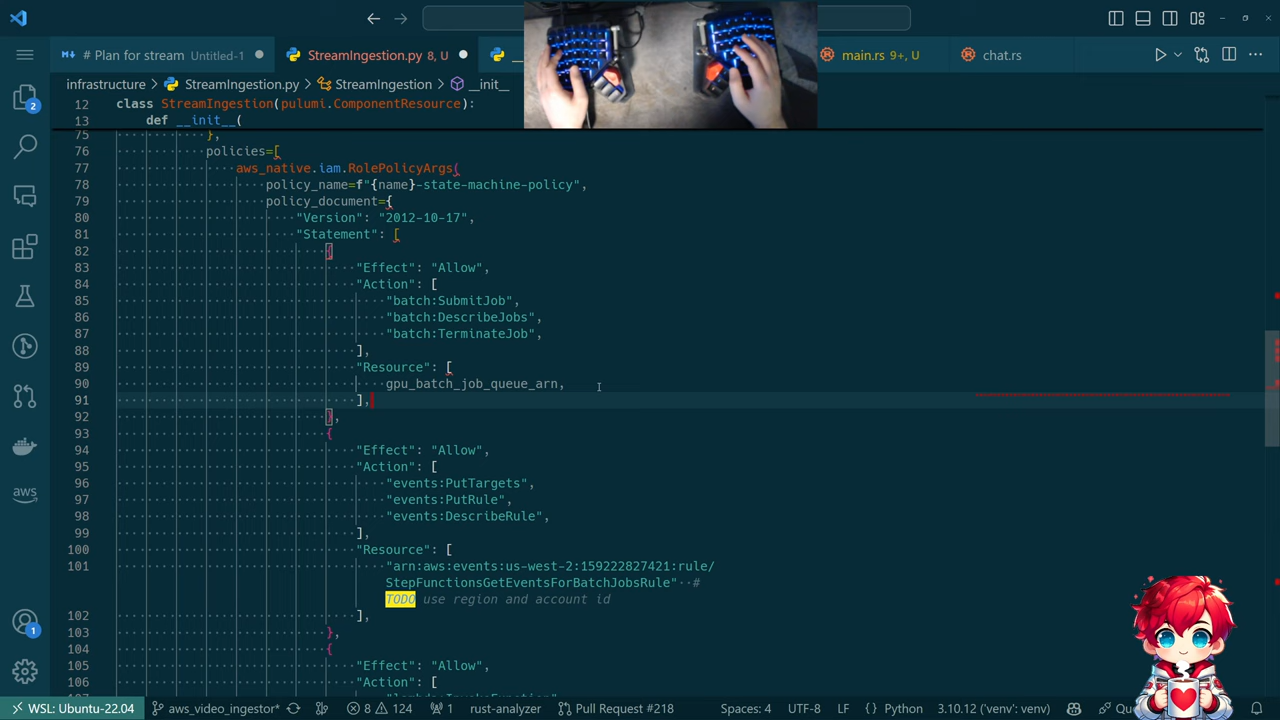 # Plan for stream Untitled-1
StreamIngestion.py 8, U
main.rs 9+, U
chat.rs
infrastructure > StreamIngestion.py > StreamIngestion > __init__
12 class StreamIngestion(pulumi.ComponentResource):
13 def __init__(
75 },
76 policies=[
77 aws_native.iam.RolePolicyArgs(
78 policy_name=f"{name}-state-machine-policy",
79 policy_document={
80 "Version": "2012-10-17",
81 "Statement": [
82 {
83 "Effect": "Allow",
84 "Action": [
85 "batch:SubmitJob",
86 "batch:DescribeJobs",
87 "batch:TerminateJob",
88 ],
89 "Resource": [
90 gpu_batch_job_queue_arn,
91 ],
92 },
93 {
94 "Effect": "Allow",
95 "Action": [
96 "events:PutTargets",
97 "events:PutRule",
98 "events:DescribeRule",
99 ],
100 "Resource": [
101 "arn:aws:events:us-west-2:159222827421:rule/
StepFunctionsGetEventsForBatchJobsRule" #
TODO use region and account id
102 ],
103 },
104 {
105 "Effect": "Allow",
106 "Action": [
2
aws
1
WSL: Ubuntu-22.04 aws_video_ingestor* 8 124 1 rust-analyzer Pull Request #218 Spaces: 4 UTF-8 LF Python 3.10.12 ('venv': venv)